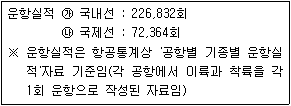 운항실적 ㉮ 국내선 : 226,832회
㉯ 국제선 : 72,364회
※ 운항실적은 항공통계상 '공항별 기종별 운항실
적'자료 기준임(각 공항에서 이륙과 착륙을 각
1회 운항으로 작성된 자료임)